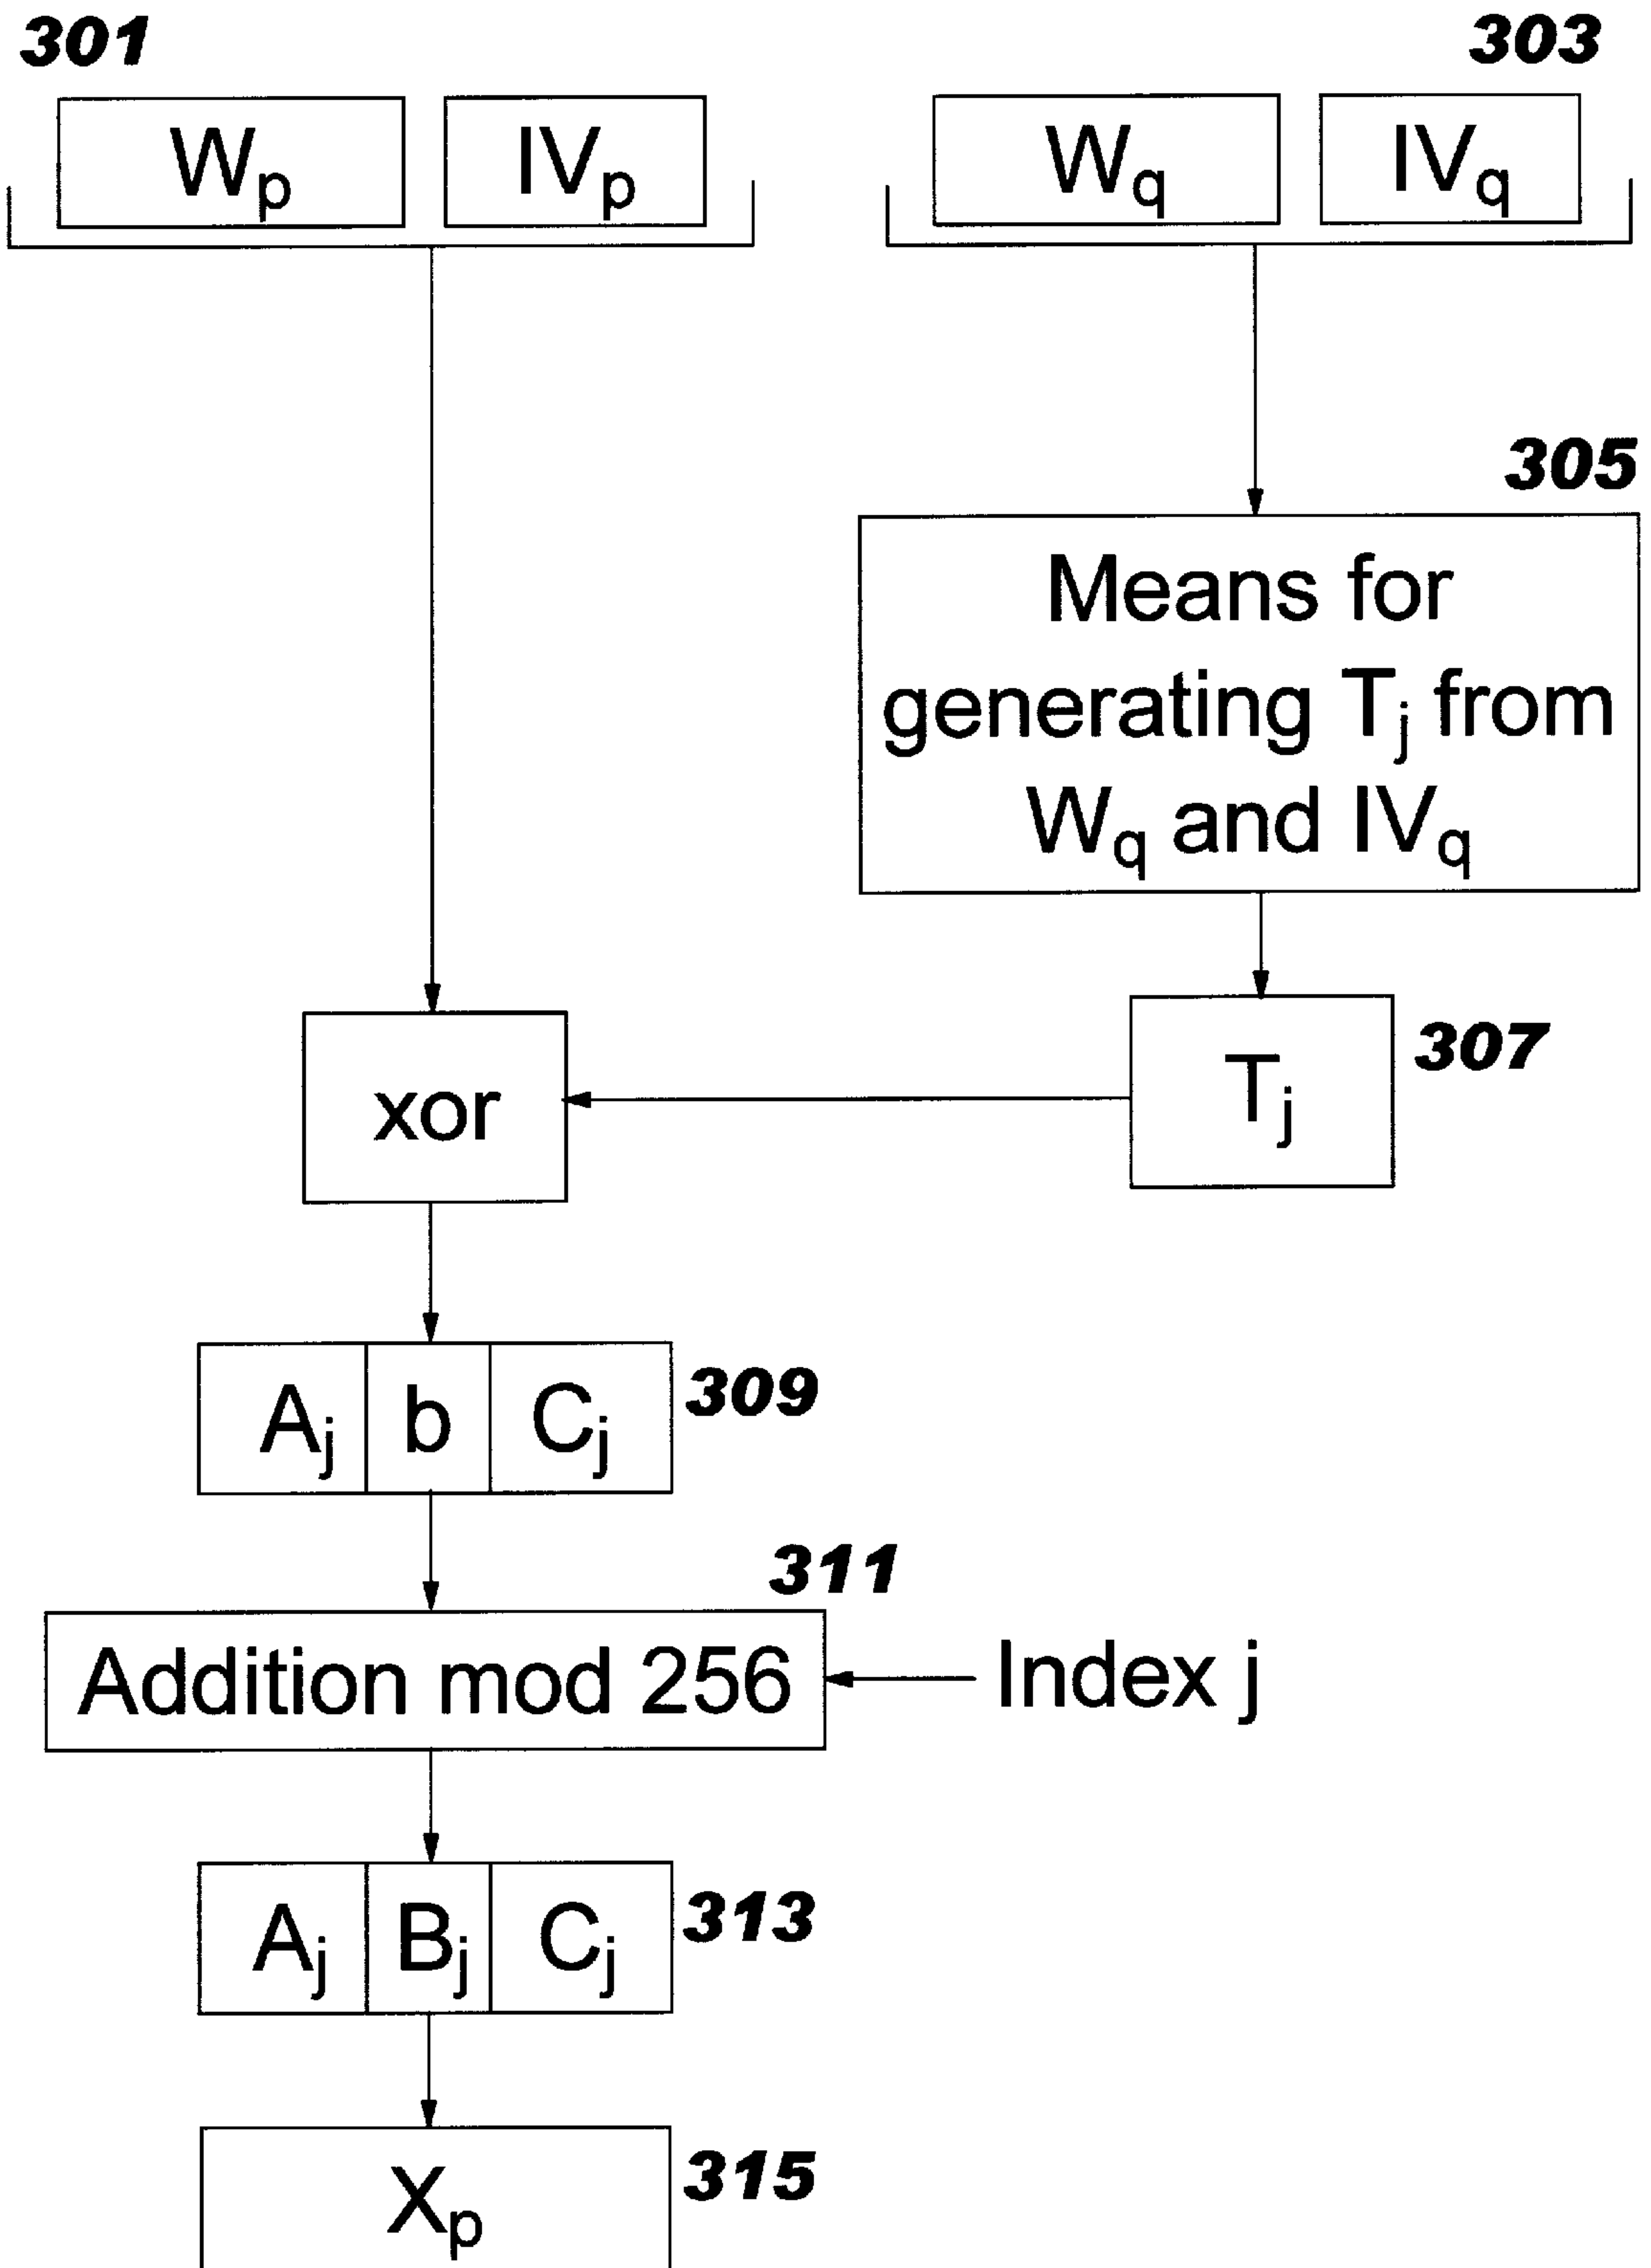 301
303
Wp
IVp
Wq
IVq
305
Means for
generating Tj from
Wq and IVq
307
xor
Tj
Aj b Cj
309
311
Addition mod 256
Index j
Aj Bj Cj
313
Xp
315